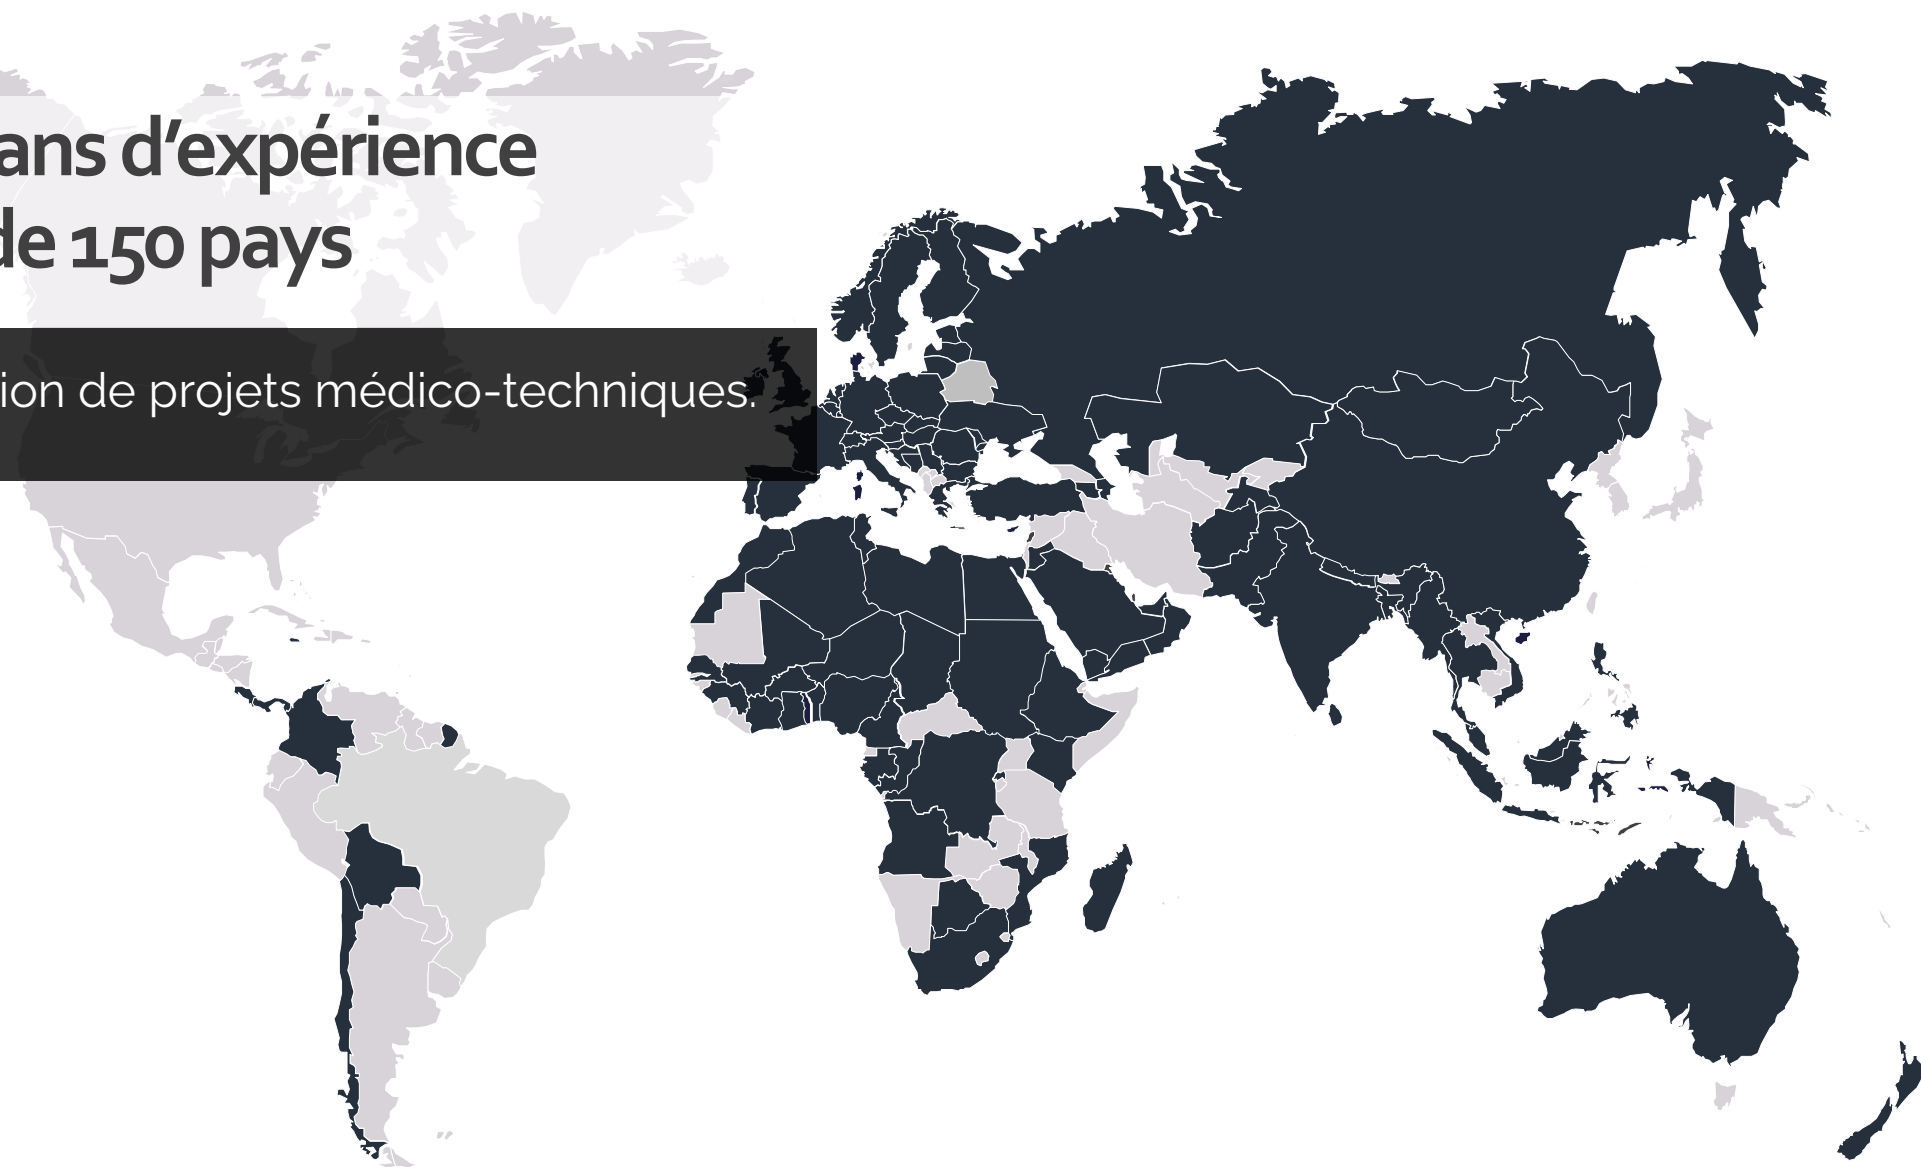 ans d’expérience
de 150 pays
ion de projets médico-techniques.